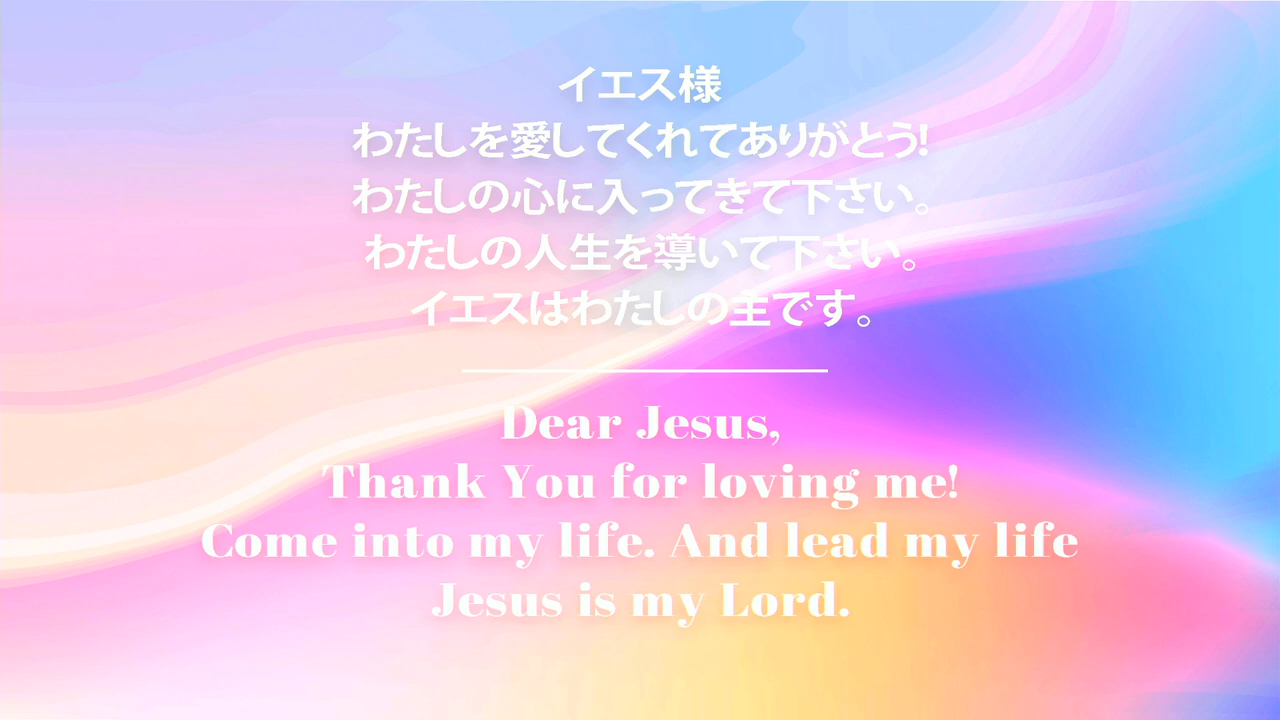 イエス様
わたしを愛してくれてありがとう!
わたしの心に入ってきて下さい。
わたしの人生を導いて下さい。
イエスはわたしの主です。
Dear Jesus,
Thank You for loving me!
Come into my life. And lead my life
Jesus is my Lord.